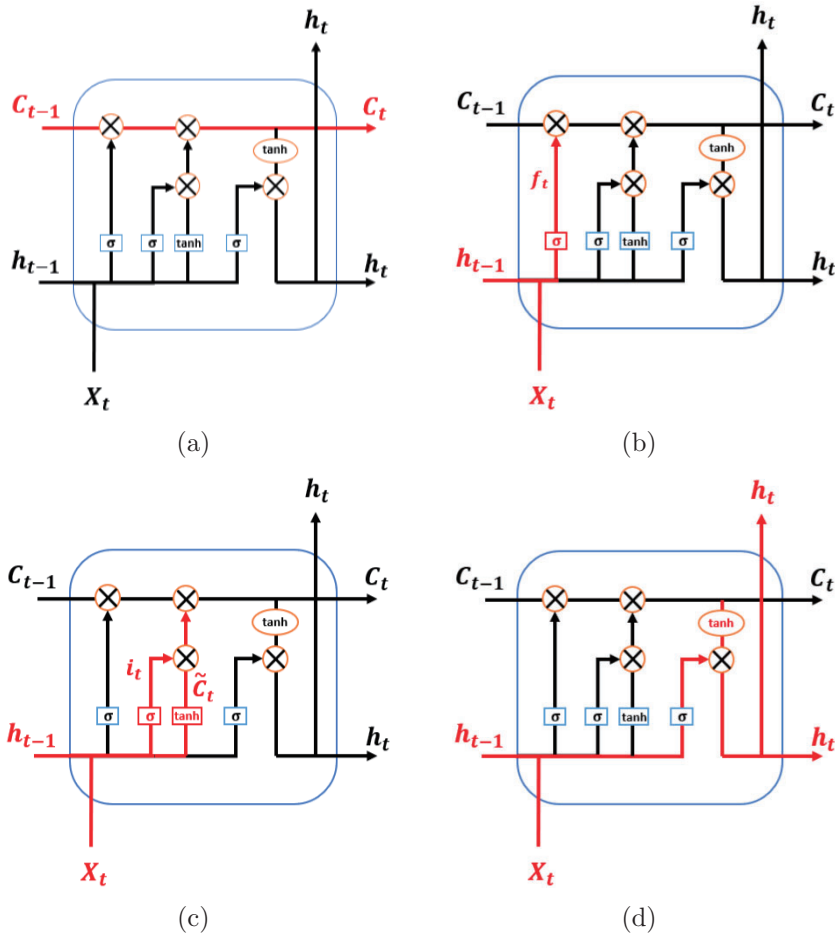 h_t
C_{t-1} C_t
tanh
σ σ tanh σ
h_{t-1} h_t
X_t
(a)
h_t
C_{t-1} C_t
tanh
f_t
σ σ tanh σ
h_{t-1} h_t
X_t
(b)
h_t
C_{t-1} C_t
tanh
i_t C̃_t
σ σ tanh σ
h_{t-1} h_t
X_t
(c)
h_t
C_{t-1} C_t
tanh
σ σ tanh σ
h_{t-1} h_t
X_t
(d)